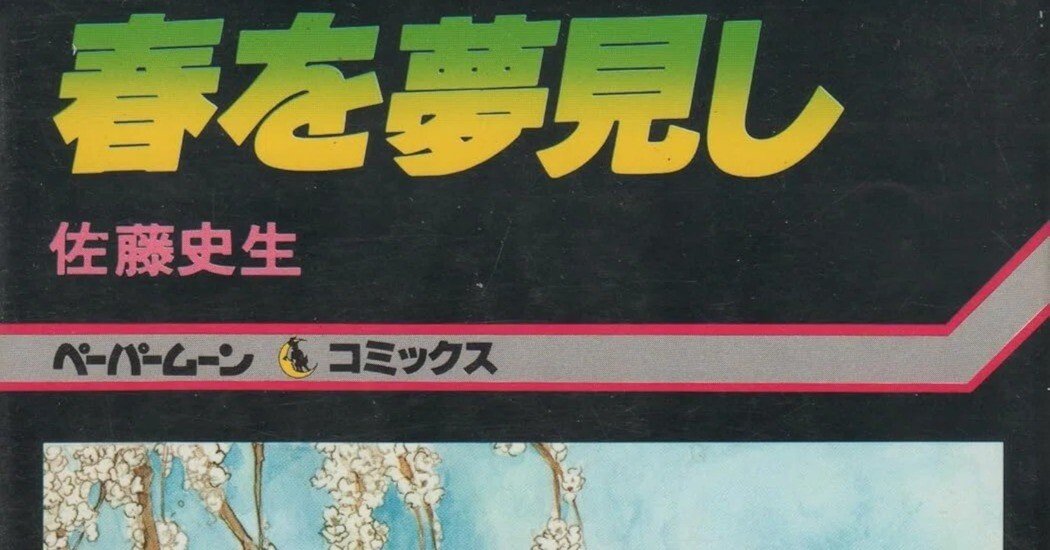 春を夢見し
佐藤史生
ペーパームーン コミックス